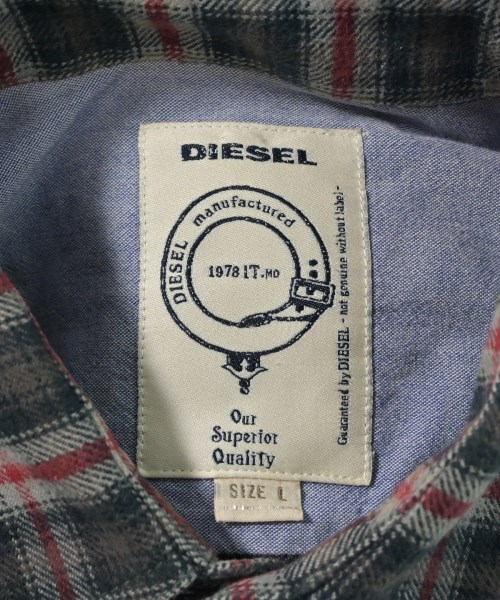 DIESEL
DIESEL manufactured
1978 IT.MO
Our
Superior
Quality
Guaranteed by DIESEL - not genuine without label -
SIZE L